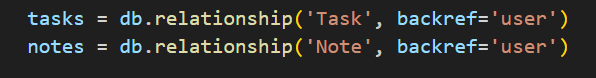 tasks = db.relationship('Task', backref='user')
notes = db.relationship('Note', backref='user')